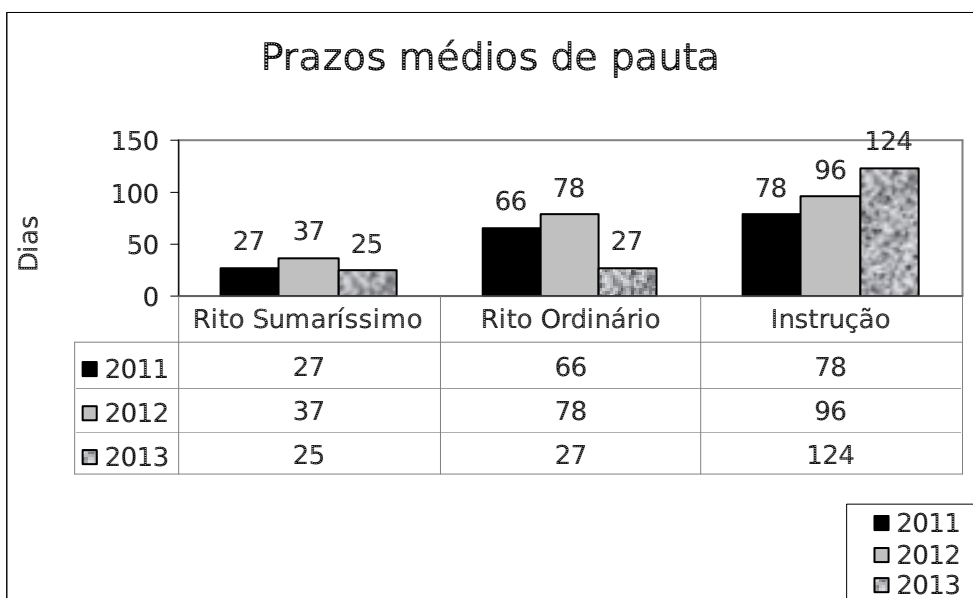 Prazos médios de pauta
Dias
150
100
50
0
27 37 25
66 78 27
78 96 124
Rito Sumaríssimo Rito Ordinário Instrução
2011 27 66 78
2012 37 78 96
2013 25 27 124
2011
2012
2013